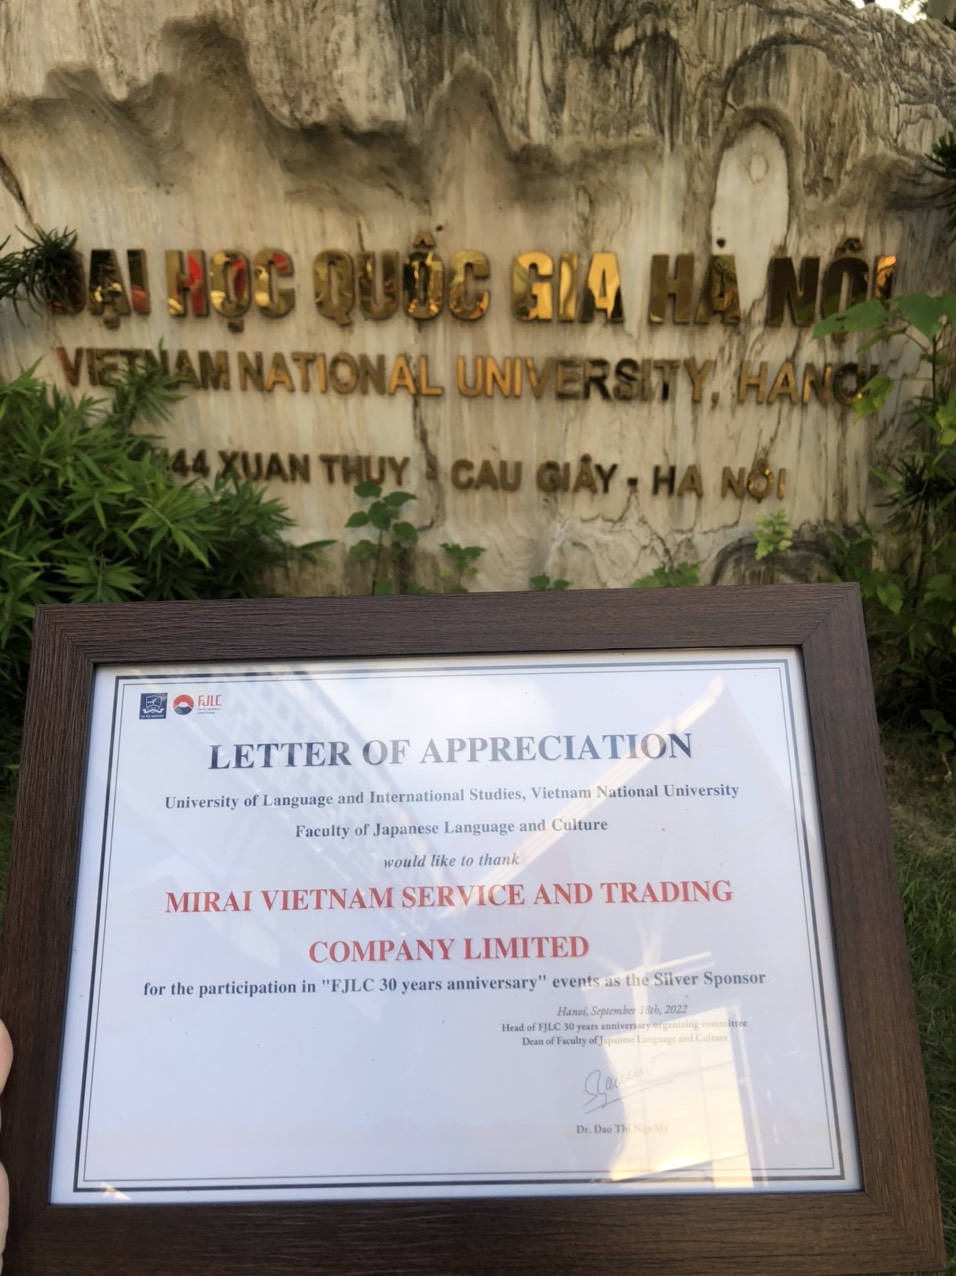 ĐẠI HỌC QUỐC GIA HÀ NỘI
VIETNAM NATIONAL UNIVERSITY, HANOI
144 XUAN THUY - CAU GIẤY - HÀ NỘI
FJLC
LETTER OF APPRECIATION
University of Language and International Studies, Vietnam National University
Faculty of Japanese Language and Culture
would like to thank
MIRAI VIETNAM SERVICE AND TRADING
COMPANY LIMITED
for the participation in "FJLC 30 years anniversary" events as the Silver Sponsor
Hanoi, September 18th, 2022
Head of FJLC 30 years anniversary organizing committee
Dean of Faculty of Japanese Language and Culture
Dr. Dao Thi Nga My